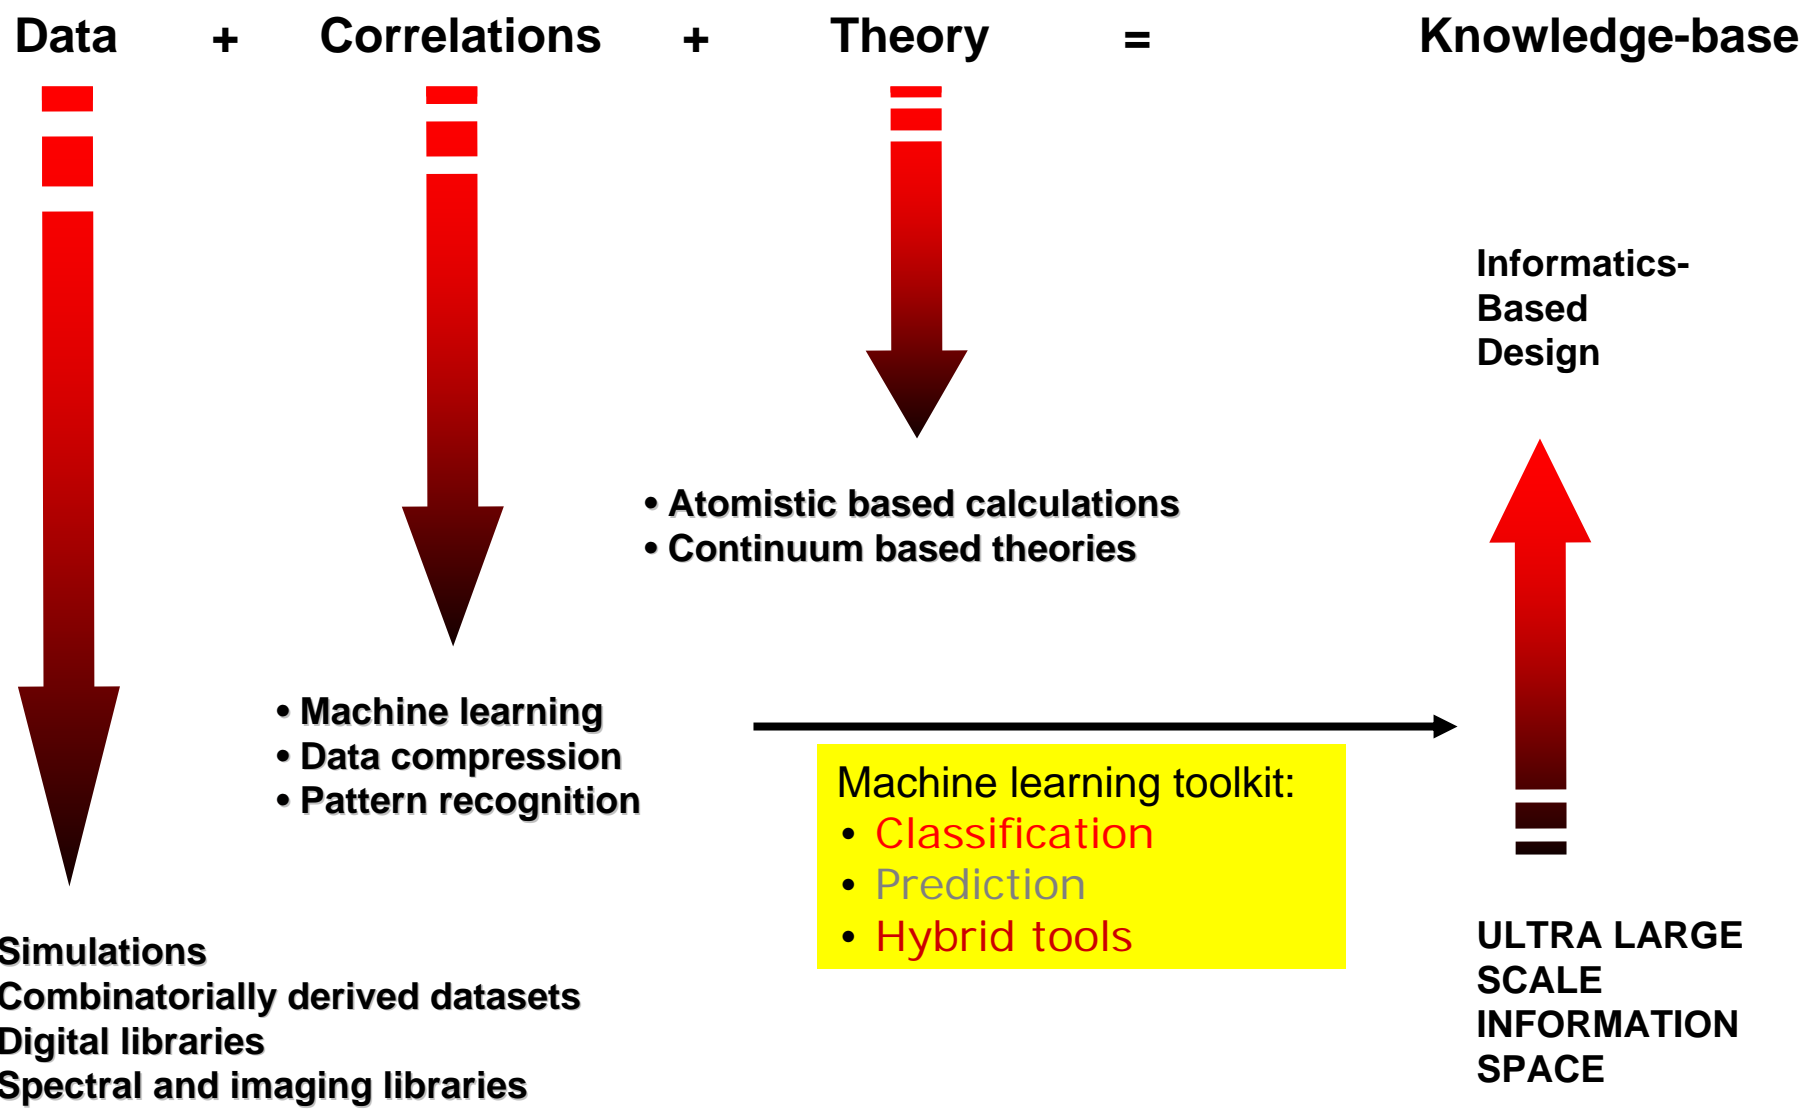 Data + Correlations + Theory = Knowledge-base
Informatics-
Based
Design
• Atomistic based calculations
• Continuum based theories
• Machine learning
• Data compression
• Pattern recognition
Machine learning toolkit:
• Classification
• Prediction
• Hybrid tools
Simulations
Combinatorially derived datasets
Digital libraries
Spectral and imaging libraries
ULTRA LARGE
SCALE
INFORMATION
SPACE